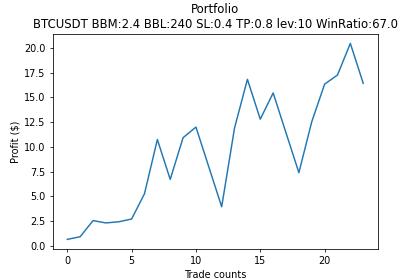 Portfolio
BTCUSDT BBM:2.4 BBL:240 SL:0.4 TP:0.8 lev:10 WinRatio:67.0
20.0
17.5
15.0
12.5
10.0
7.5
5.0
2.5
0.0
Profit ($)
0 5 10 15 20
Trade counts